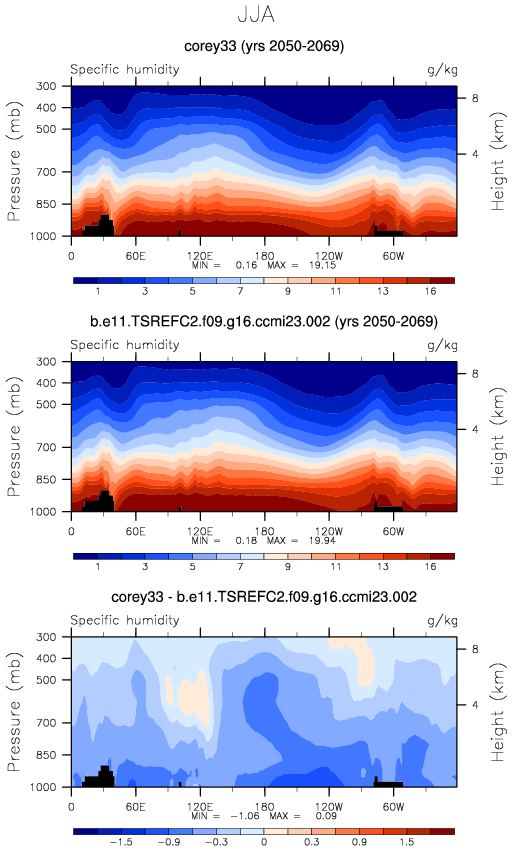 JJA
corey33 (yrs 2050-2069)
Specific humidity g/kg
300
400
500
700
850
1000
Pressure (mb)
8
4
Height (km)
0 60E 120E 180 120W 60W
MIN = 0.16 MAX = 19.15
1 3 5 7 9 11 13 16
b.e11.TSREFC2.f09.g16.ccmi23.002 (yrs 2050-2069)
Specific humidity g/kg
300
400
500
700
850
1000
Pressure (mb)
8
4
Height (km)
0 60E 120E 180 120W 60W
MIN = 0.18 MAX = 19.94
1 3 5 7 9 11 13 16
corey33 - b.e11.TSREFC2.f09.g16.ccmi23.002
Specific humidity g/kg
300
400
500
700
850
1000
Pressure (mb)
8
4
Height (km)
0 60E 120E 180 120W 60W
MIN = -1.06 MAX = 0.09
-1.5 -0.9 -0.3 0 0.3 0.9 1.5